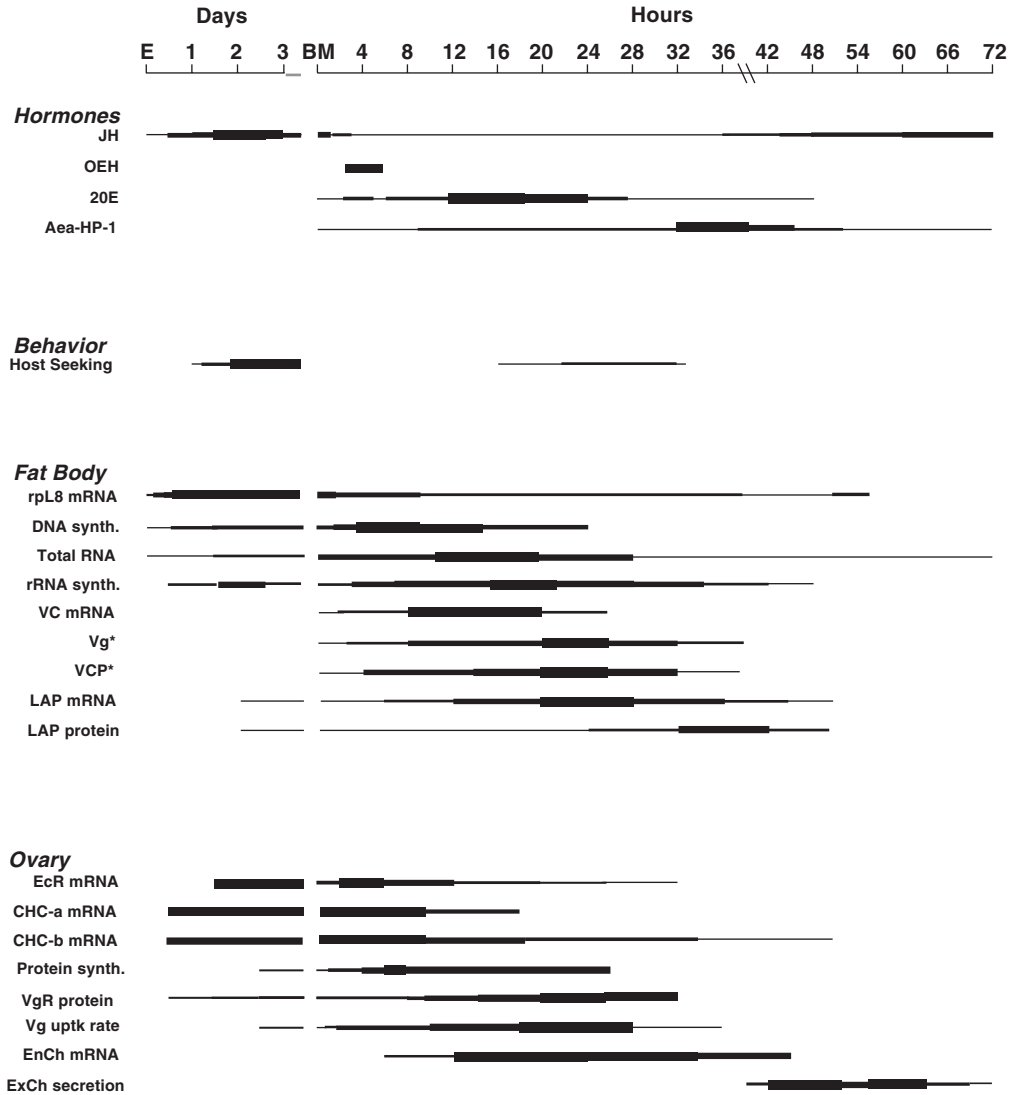 Days Hours
E 1 2 3 BM 4 8 12 16 20 24 28 32 36 42 48 54 60 66 72
Hormones
JH
OEH
20E
Aea-HP-1
Behavior
Host Seeking
Fat Body
rpL8 mRNA
DNA synth.
Total RNA
rRNA synth.
VC mRNA
Vg*
VCP*
LAP mRNA
LAP protein
Ovary
EcR mRNA
CHC-a mRNA
CHC-b mRNA
Protein synth.
VgR protein
Vg uptk rate
EnCh mRNA
ExCh secretion